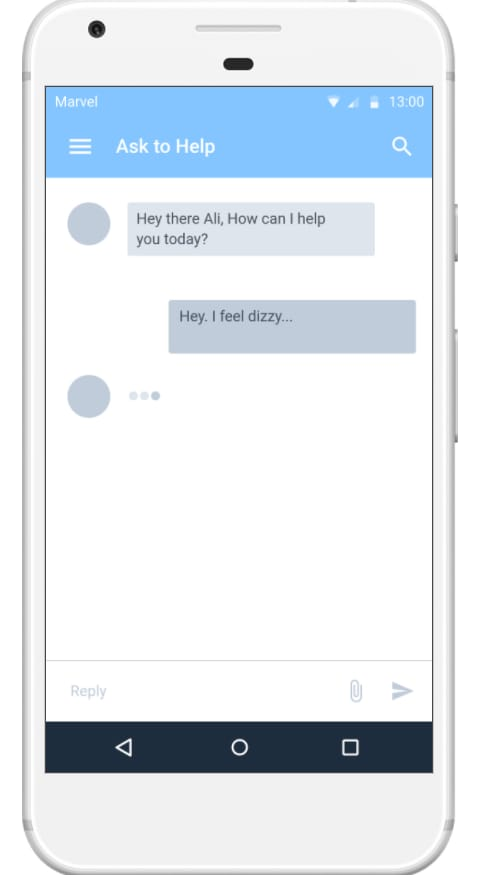 Marvel 13:00
Ask to Help
Hey there Ali, How can I help
you today?
Hey. I feel dizzy...
Reply